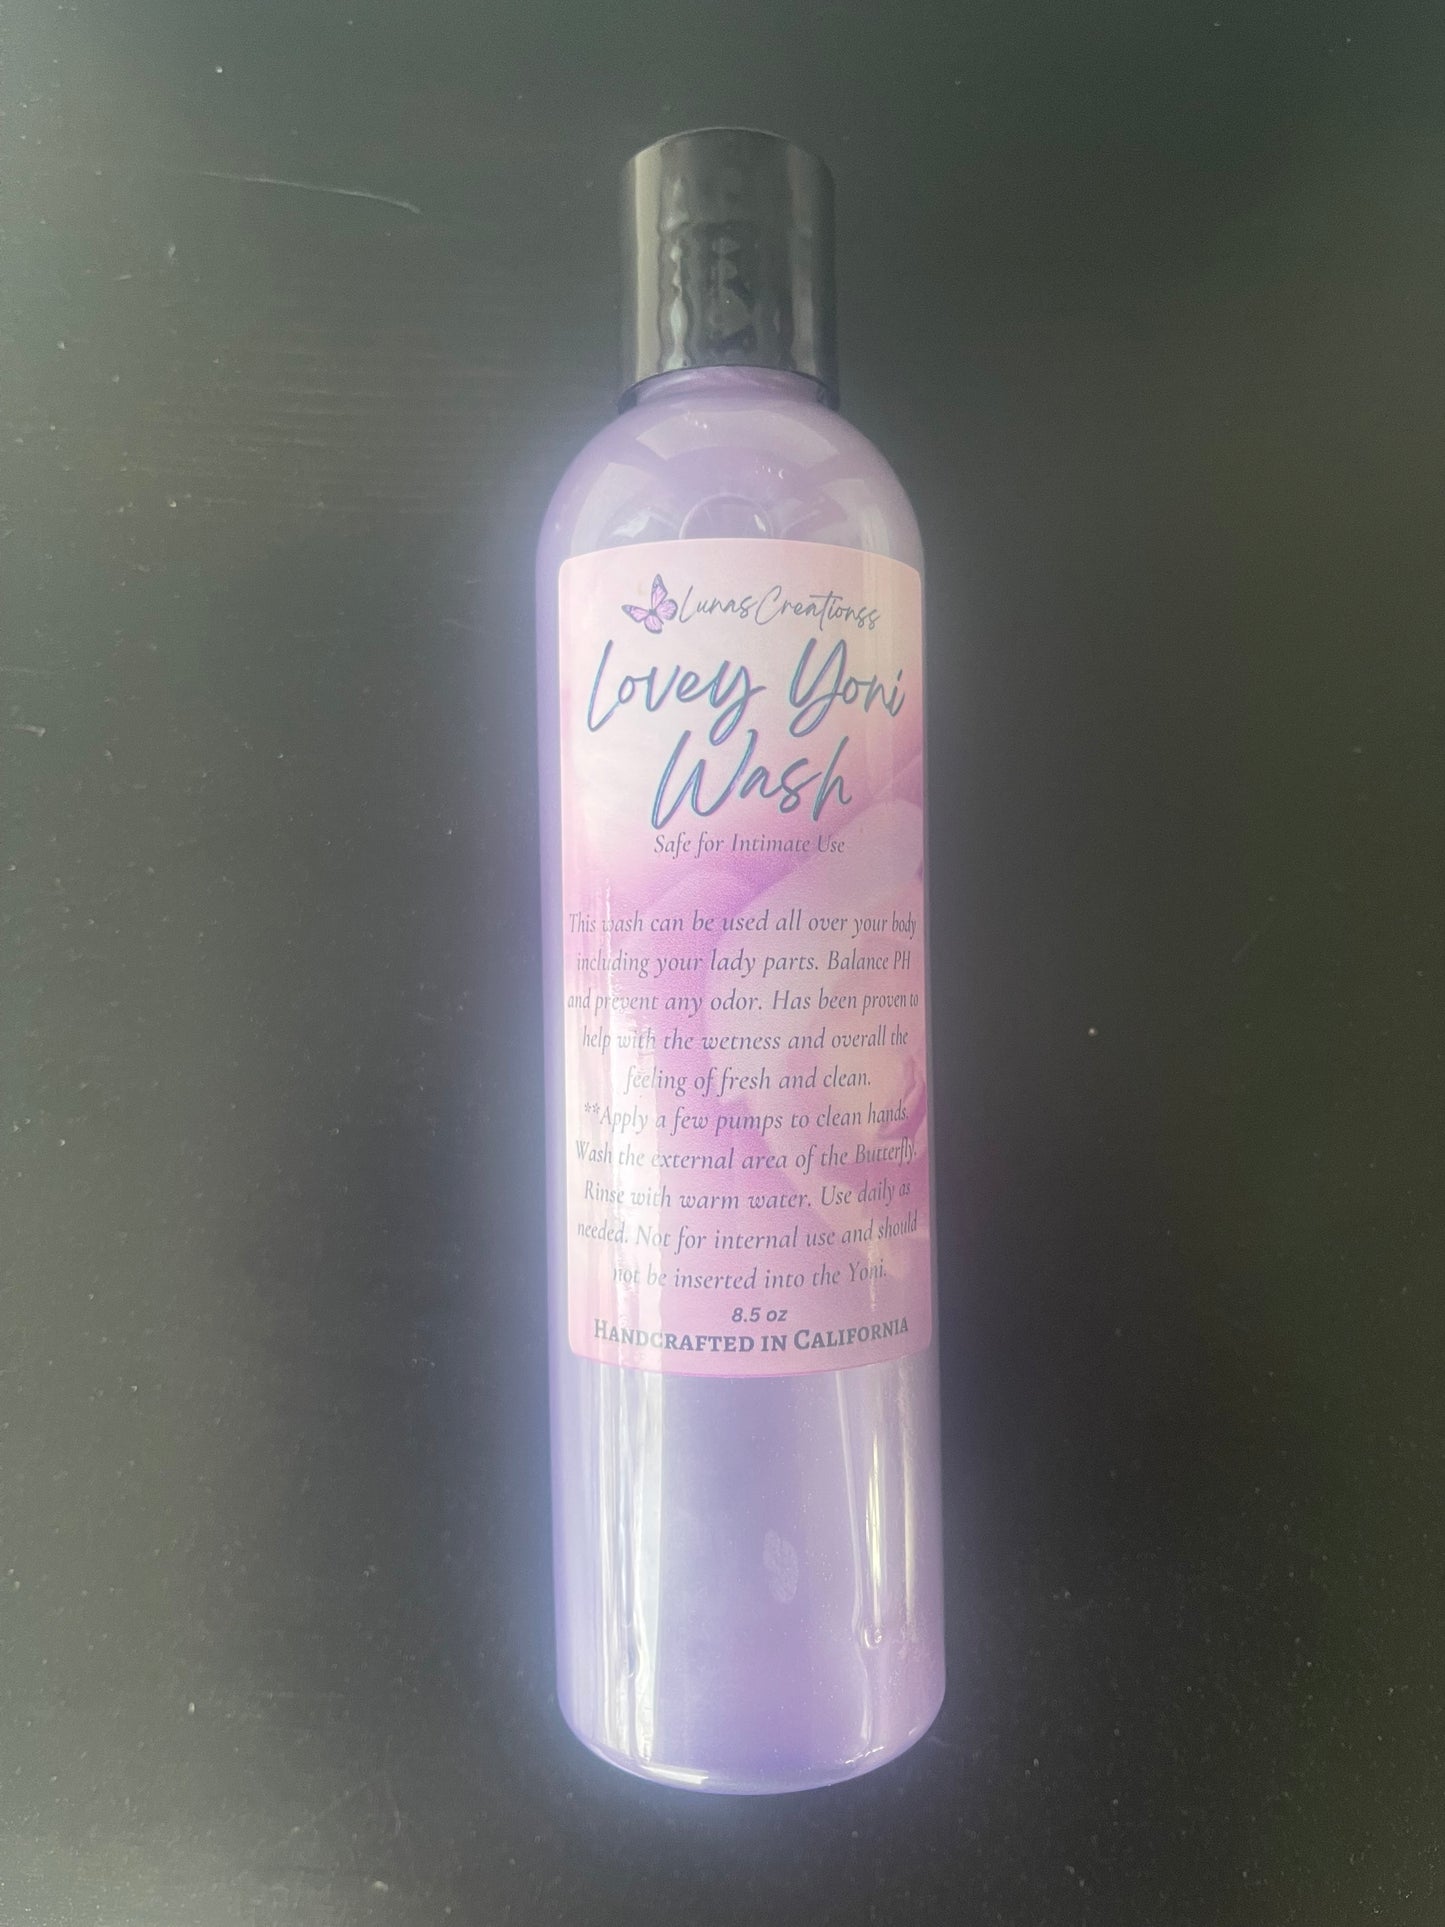 LunasCreationss
Lovey Yoni
Wash
Safe for Intimate Use
This wash can be used all over your body
including your lady parts. Balance PH
and prevent any odor. Has been proven to
help with the wetness and overall the
feeling of fresh and clean.
**Apply a few pumps to clean hands.
Wash the external area of the Butterfly.
Rinse with warm water. Use daily as
needed. Not for internal use and should
not be inserted into the Yoni.
8.5 oz
Handcrafted in California